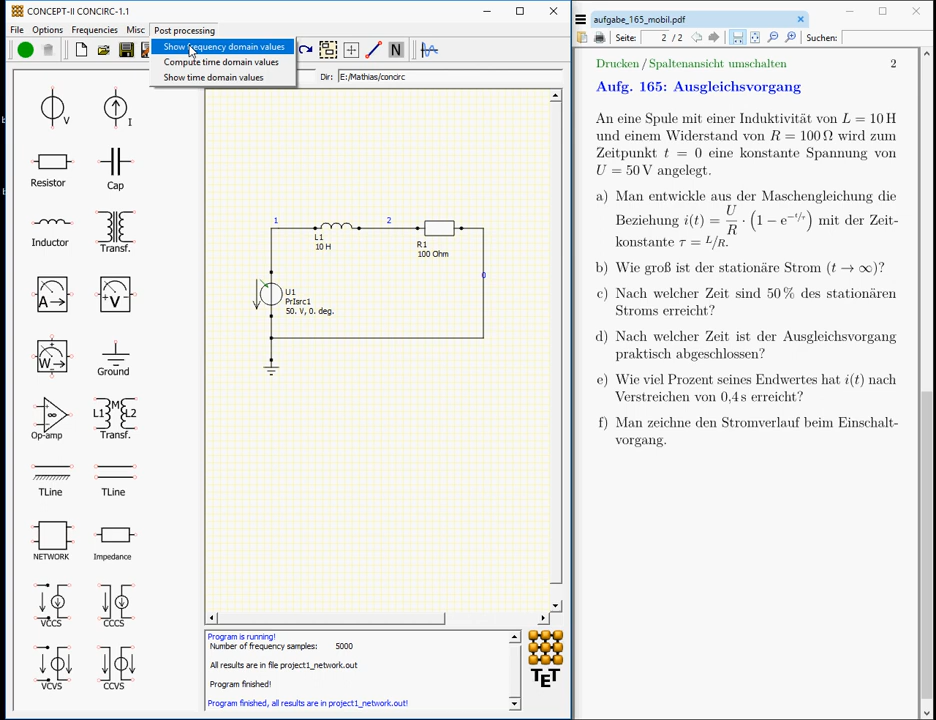 CONCEPT-II CONCIRC-1.1
File Options Frequencies Misc Post processing
Show frequency domain values
Compute time domain values
Show time domain values
N
Dir: E:/Mathias/concirc
V
I
Resistor
Cap
Inductor
Transf.
A
+V
W
Ground
∞
Op-amp
L1 M L2
Transf.
TLine
TLine
NETWORK
Impedance
VCCS
CCCS
VCVS
CCVS
1
2
L1
10 H
R1
100 Ohm
0
U1
PrIsrc1
50. V, 0. deg.
Program is running!
Number of frequency samples: 5000
All results are in file project1_network.out
Program finished!
Program finished, all results are in project1_network.out!
TET
aufgabe_165_mobil.pdf
Seite: 2 / 2 Suchen:
Drucken / Spaltenansicht umschalten 2
Aufg. 165: Ausgleichsvorgang
An eine Spule mit einer Induktivität von L = 10 H
und einem Widerstand von R = 100 Ω wird zum
Zeitpunkt t = 0 eine konstante Spannung von
U = 50 V angelegt.
a) Man entwickle aus der Maschengleichung die
Beziehung i(t) = U/R · (1 − e^(−t/τ)) mit der Zeit-
konstante τ = L/R.
b) Wie groß ist der stationäre Strom (t → ∞)?
c) Nach welcher Zeit sind 50 % des stationären
Stroms erreicht?
d) Nach welcher Zeit ist der Ausgleichsvorgang
praktisch abgeschlossen?
e) Wie viel Prozent seines Endwertes hat i(t) nach
Verstreichen von 0,4 s erreicht?
f) Man zeichne den Stromverlauf beim Einschalt-
vorgang.